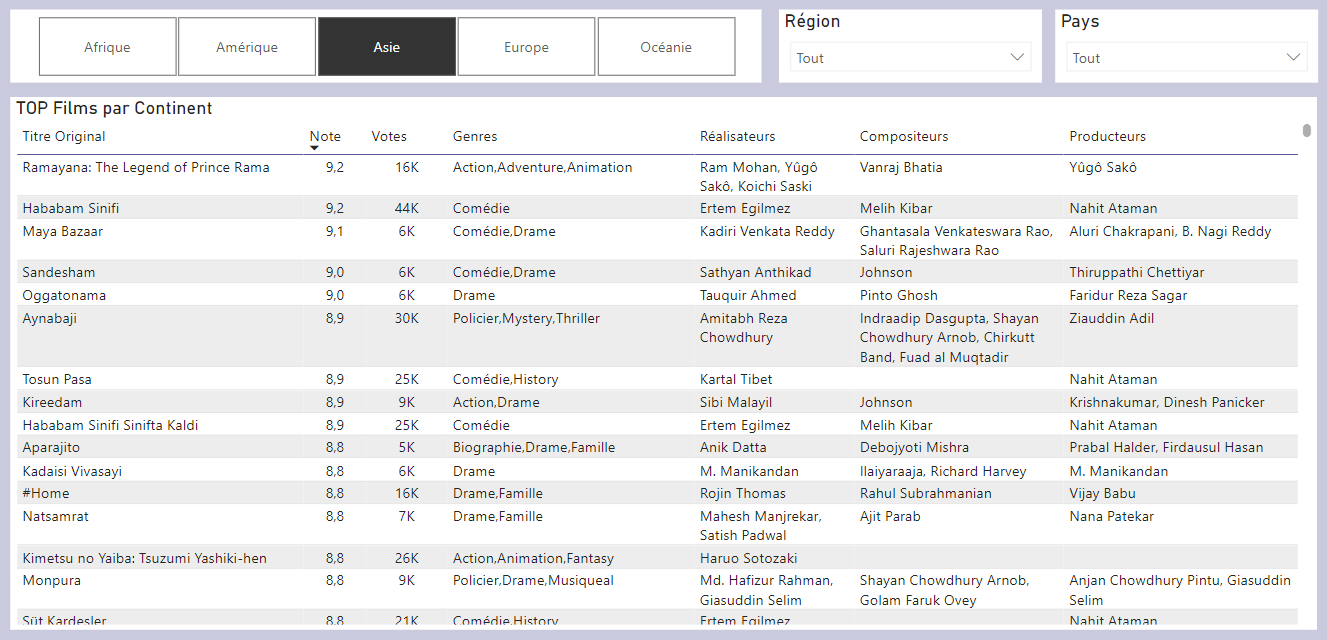 Afrique Amérique Asie Europe Océanie
Région
Tout
Pays
Tout
TOP Films par Continent
Titre Original Note Votes Genres Réalisateurs Compositeurs Producteurs
Ramayana: The Legend of Prince Rama 9,2 16K Action,Adventure,Animation Ram Mohan, Yûgô Vanraj Bhatia Yûgô Sakô
Sakô, Koichi Saski
Hababam Sinifi 9,2 44K Comédie Ertem Egilmez Melih Kibar Nahit Ataman
Maya Bazaar 9,1 6K Comédie,Drame Kadiri Venkata Reddy Ghantasala Venkateswara Rao, Aluri Chakrapani, B. Nagi Reddy
Saluri Rajeshwara Rao
Sandesham 9,0 6K Comédie,Drame Sathyan Anthikad Johnson Thiruppathi Chettiyar
Oggatonama 9,0 6K Drame Tauquir Ahmed Pinto Ghosh Faridur Reza Sagar
Aynabaji 8,9 30K Policier,Mystery,Thriller Amitabh Reza Indraadip Dasgupta, Shayan Ziauddin Adil
Chowdhury Chowdhury Arnob, Chirkutt
Band, Fuad al Muqtadir
Tosun Pasa 8,9 25K Comédie,History Kartal Tibet Nahit Ataman
Kireedam 8,9 9K Action,Drame Sibi Malayil Johnson Krishnakumar, Dinesh Panicker
Hababam Sinifi Sinifta Kaldi 8,9 25K Comédie Ertem Egilmez Melih Kibar Nahit Ataman
Aparajito 8,8 5K Biographie,Drame,Famille Anik Datta Debojyoti Mishra Prabal Halder, Firdausul Hasan
Kadaisi Vivasayi 8,8 6K Drame M. Manikandan Ilaiyaraaja, Richard Harvey M. Manikandan
#Home 8,8 16K Drame,Famille Rojin Thomas Rahul Subrahmanian Vijay Babu
Natsamrat 8,8 7K Drame,Famille Mahesh Manjrekar, Ajit Parab Nana Patekar
Satish Padwal
Kimetsu no Yaiba: Tsuzumi Yashiki-hen 8,8 26K Action,Animation,Fantasy Haruo Sotozaki
Monpura 8,8 9K Policier,Drame,Musiqueal Md. Hafizur Rahman, Shayan Chowdhury Arnob, Anjan Chowdhury Pintu, Giasuddin
Giasuddin Selim Golam Faruk Ovey Selim
Süt Kardesler 8,8 21K Comédie,History Ertem Egilmez Nahit Ataman